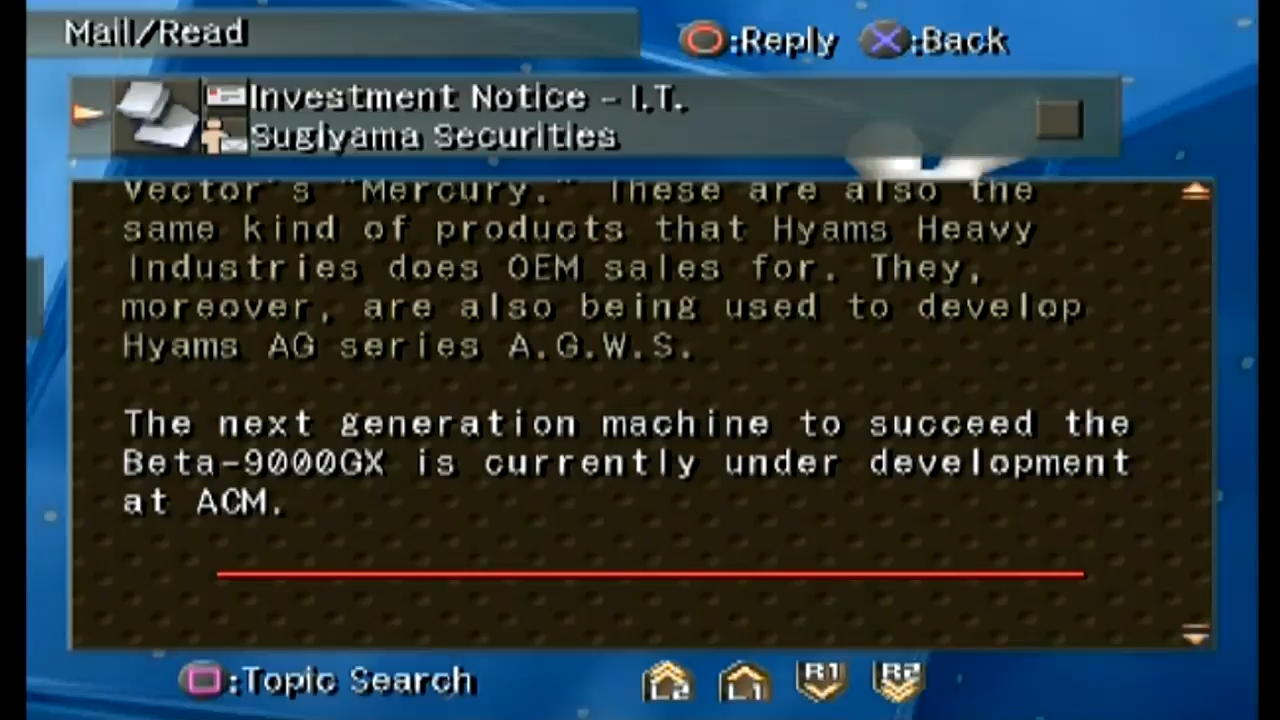 Mail/Read
:Reply :Back
Investment Notice - I.T.
Sugiyama Securities
Vector's "Mercury." These are also the
same kind of products that Hyams Heavy
Industries does OEM sales for. They,
moreover, are also being used to develop
Hyams AG series A.G.W.S.
The next generation machine to succeed the
Beta-9000GX is currently under development
at ACM.
:Topic Search L2 L1 R1 R2